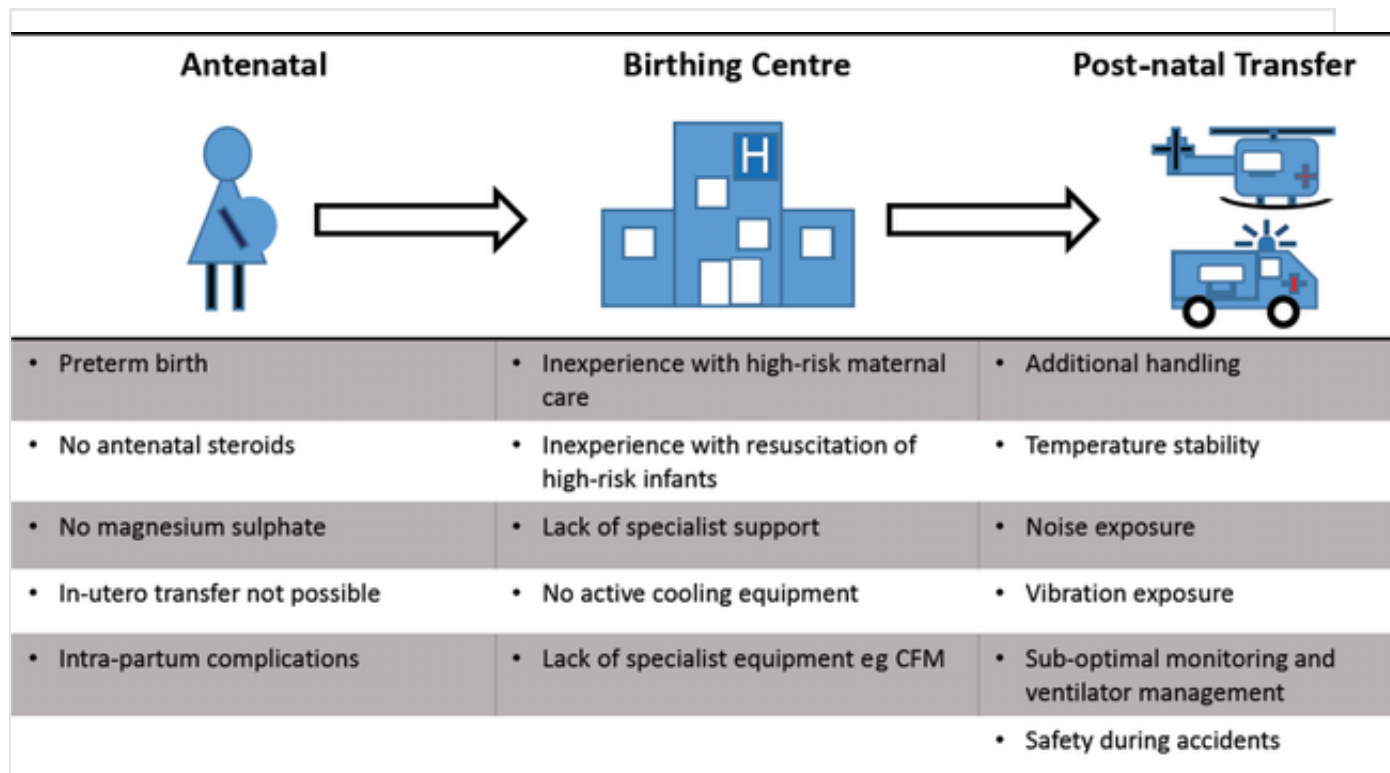 Antenatal
Birthing Centre
Post-natal Transfer
H
• Preterm birth
• Inexperience with high-risk maternal
care
• Additional handling
• No antenatal steroids
• Inexperience with resuscitation of
high-risk infants
• Temperature stability
• No magnesium sulphate
• Lack of specialist support
• Noise exposure
• In-utero transfer not possible
• No active cooling equipment
• Vibration exposure
• Intra-partum complications
• Lack of specialist equipment eg CFM
• Sub-optimal monitoring and
ventilator management
• Safety during accidents